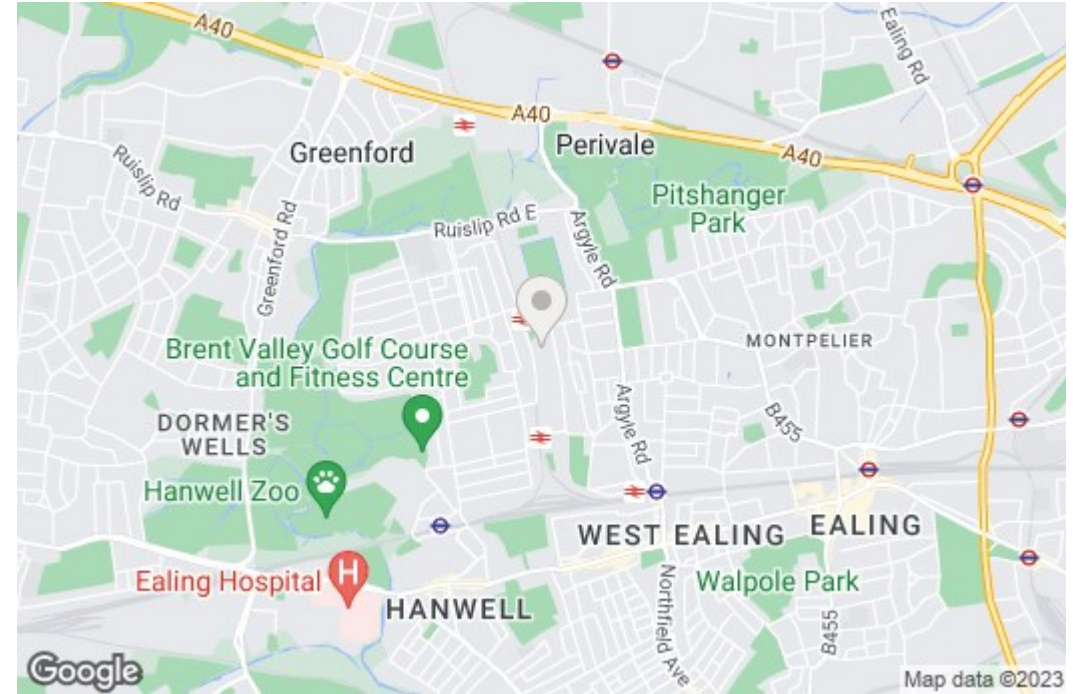 A40
Ealing Rd
A40
Greenford
Perivale
A40
Ruislip Rd
Pitshanger
Park
Ruislip Rd E
Argyle Rd
Greenford Rd
Brent Valley Golf Course
and Fitness Centre
MONTPELIER
Argyle Rd
B455
DORMER'S
WELLS
Hanwell Zoo
WEST EALING
EALING
Ealing Hospital
H
HANWELL
Northfield Ave
Walpole Park
B455
Google
Map data ©2023